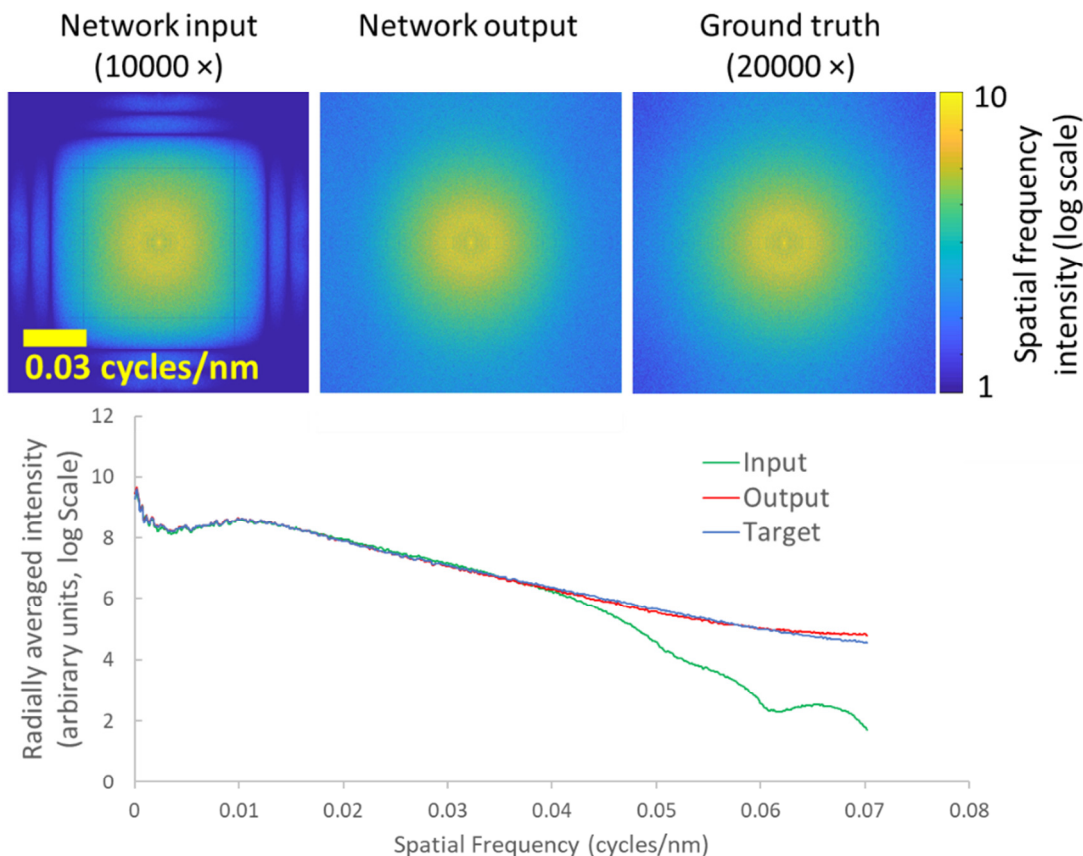 Network input
(10000 ×)
Network output
Ground truth
(20000 ×)
10
1
Spatial frequency
intensity (log scale)
0.03 cycles/nm
Radially averaged intensity
(arbirary units, log Scale)
12
10
8
6
4
2
0
Input
Output
Target
0 0.01 0.02 0.03 0.04 0.05 0.06 0.07 0.08
Spatial Frequency (cycles/nm)